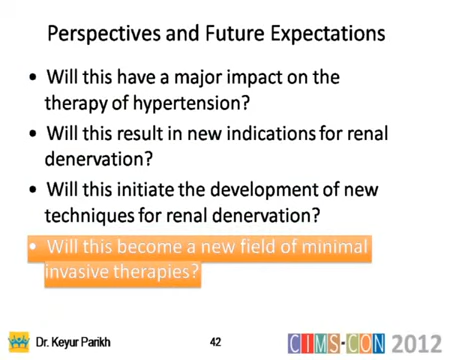 Perspectives and Future Expectations
• Will this have a major impact on the
therapy of hypertension?
• Will this result in new indications for renal
denervation?
• Will this initiate the development of new
techniques for renal denervation?
• Will this become a new field of minimal
invasive therapies?
Dr. Keyur Parikh 42 CIMS-CON 2012